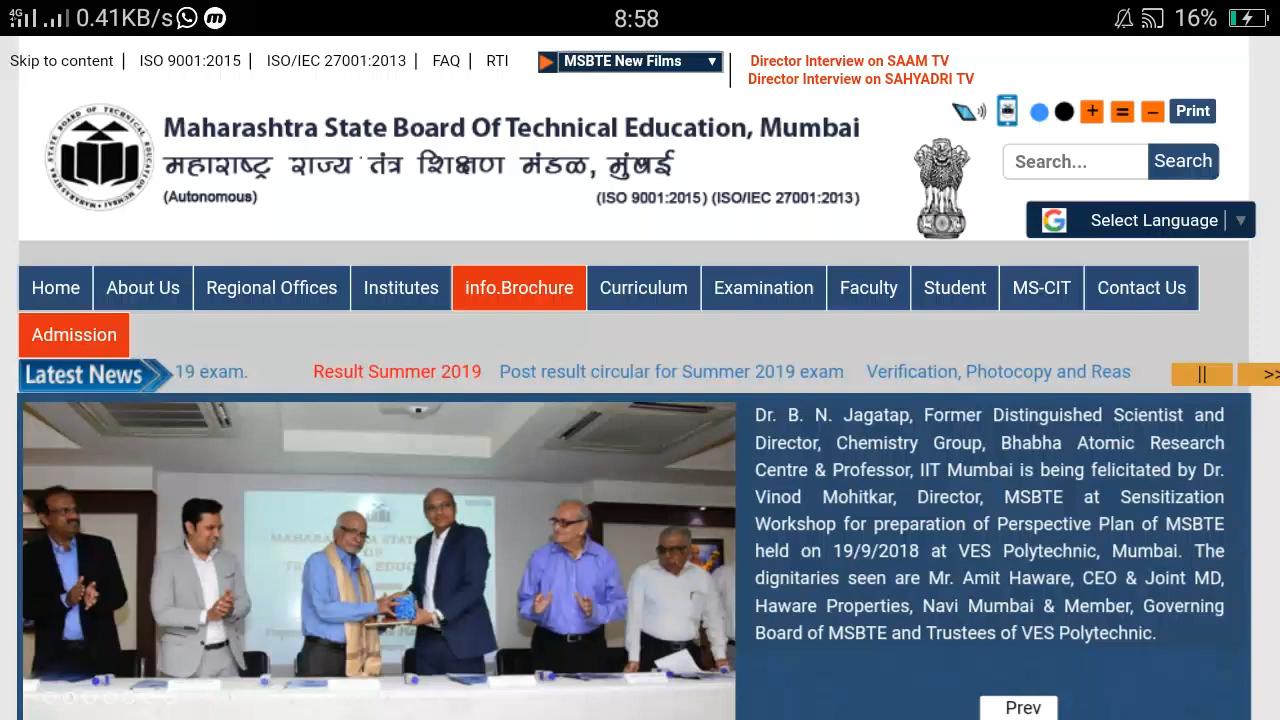 4G 0.41KB/s 8:58 16%
Skip to content | ISO 9001:2015 | ISO/IEC 27001:2013 | FAQ | RTI
MSBTE New Films ▼
Director Interview on SAAM TV
Director Interview on SAHYADRI TV
+ = − Print
Maharashtra State Board Of Technical Education, Mumbai
महाराष्ट्र राज्य तंत्र शिक्षण मंडळ, मुंबई
(Autonomous) (ISO 9001:2015) (ISO/IEC 27001:2013)
Search... Search
G Select Language ▼
Home About Us Regional Offices Institutes info.Brochure Curriculum Examination Faculty Student MS-CIT Contact Us
Admission
Latest News 19 exam. Result Summer 2019 Post result circular for Summer 2019 exam Verification, Photocopy and Reas || >>
Dr. B. N. Jagatap, Former Distinguished Scientist and
Director, Chemistry Group, Bhabha Atomic Research
Centre & Professor, IIT Mumbai is being felicitated by Dr.
Vinod Mohitkar, Director, MSBTE at Sensitization
Workshop for preparation of Perspective Plan of MSBTE
held on 19/9/2018 at VES Polytechnic, Mumbai. The
dignitaries seen are Mr. Amit Haware, CEO & Joint MD,
Haware Properties, Navi Mumbai & Member, Governing
Board of MSBTE and Trustees of VES Polytechnic.
Prev